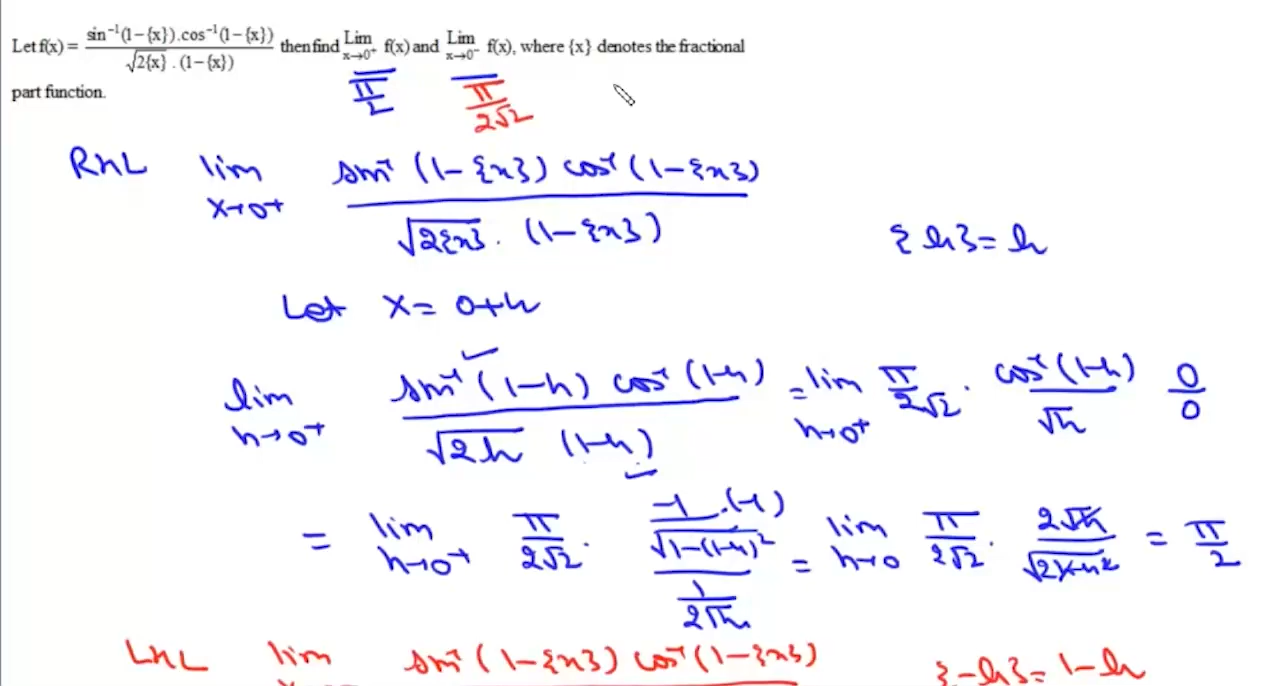 Let f(x) = sin⁻¹(1−{x}).cos⁻¹(1−{x}) / √2{x} . (1−{x}) then find Lim x→0⁺ f(x) and Lim x→0⁻ f(x), where {x} denotes the fractional
part function.
π/2 π/2√2
RHL lim x→0⁺ sin⁻¹(1−{x}) cos⁻¹(1−{x}) / √2{x} . (1−{x})
{h} = h
Let x = 0+h
lim h→0⁺ sin⁻¹(1−h) cos⁻¹(1−h) / √2h (1−h) = lim h→0⁺ π/2√2 . cos⁻¹(1−h) / √h 0/0
= lim h→0⁺ π/2√2 . −1/√1−(1−h)² .(−1) / 1/2√h = lim h→0 π/2√2 . 2√h / √2h−h² = π/2
LHL lim sin⁻¹(1−{x}) cos⁻¹(1−{x}) {−h} = 1−h